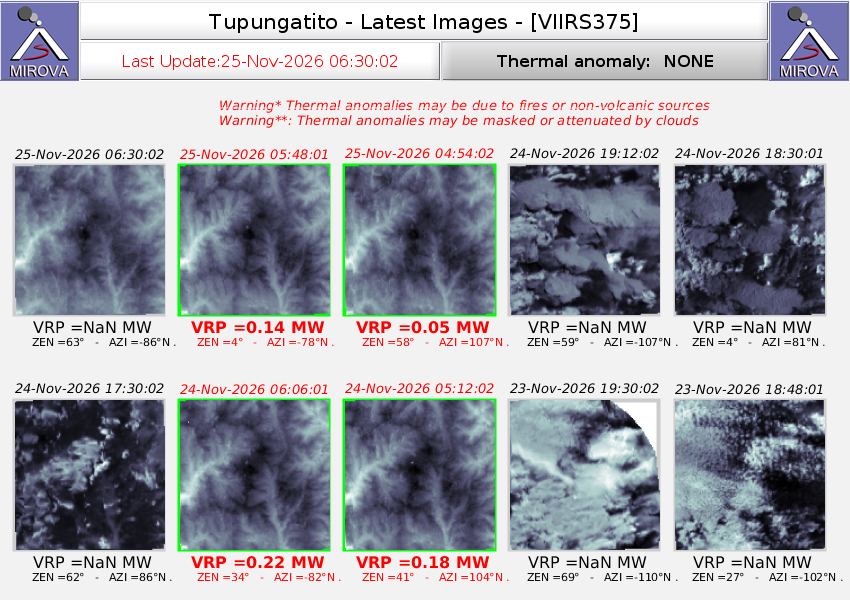 Tupungatito - Latest Images - [VIIRS375]
MIROVA
Last Update:25-Nov-2026 06:30:02
Thermal anomaly: NONE
MIROVA
Warning* Thermal anomalies may be due to fires or non-volcanic sources
Warning**: Thermal anomalies may be masked or attenuated by clouds
25-Nov-2026 06:30:02 25-Nov-2026 05:48:01 25-Nov-2026 04:54:02 24-Nov-2026 19:12:02 24-Nov-2026 18:30:01
VRP =NaN MW VRP =0.14 MW VRP =0.05 MW VRP =NaN MW VRP =NaN MW
ZEN =63° - AZI =-86°N . ZEN =4° - AZI =-78°N . ZEN =58° - AZI =107°N . ZEN =59° - AZI =-107°N . ZEN =4° - AZI =81°N .
24-Nov-2026 17:30:02 24-Nov-2026 06:06:01 24-Nov-2026 05:12:02 23-Nov-2026 19:30:02 23-Nov-2026 18:48:01
VRP =NaN MW VRP =0.22 MW VRP =0.18 MW VRP =NaN MW VRP =NaN MW
ZEN =62° - AZI =86°N . ZEN =34° - AZI =-82°N . ZEN =41° - AZI =104°N . ZEN =69° - AZI =-110°N . ZEN =27° - AZI =-102°N .